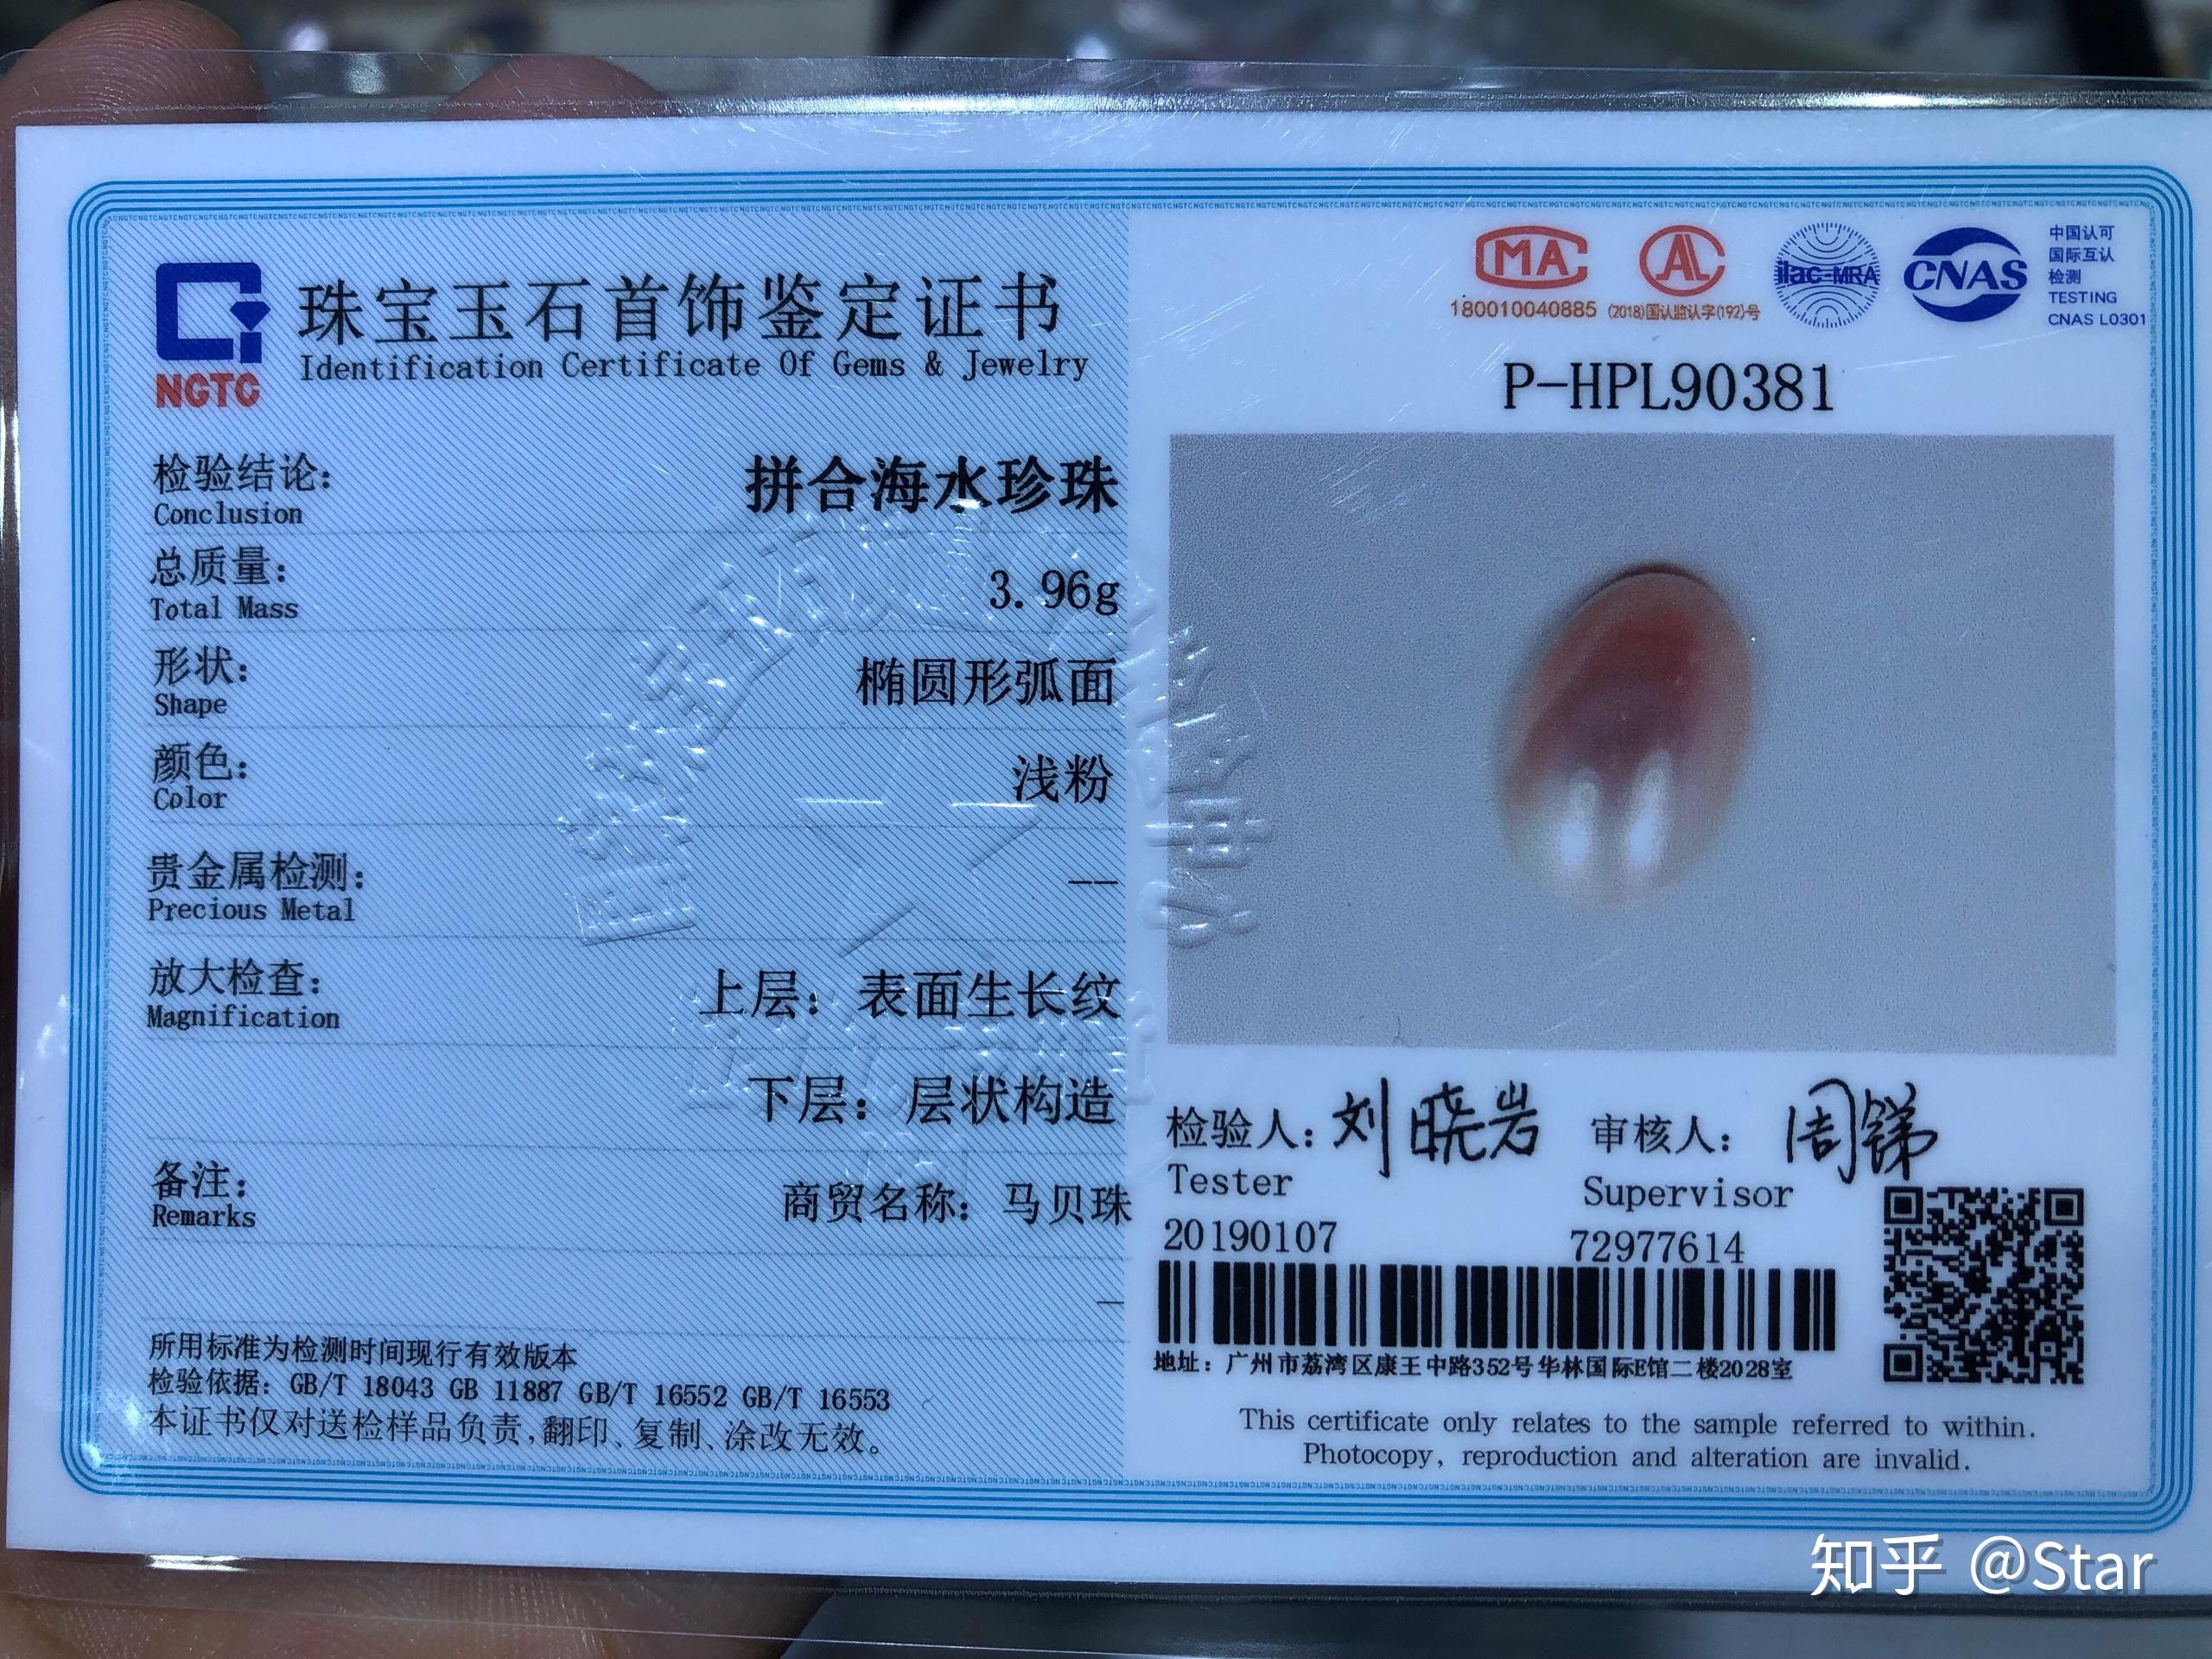 NGTC
珠宝玉石首饰鉴定证书
Identification Certificate Of Gems & Jewelry
检验结论: 拼合海水珍珠
Conclusion
总质量: 3.96g
Total Mass
形状: 椭圆形弧面
Shape
颜色: 浅粉
Color
贵金属检测: ——
Precious Metal
放大检查: 上层: 表面生长纹
Magnification
下层: 层状构造
备注: 商贸名称: 马贝珠
Remarks
—
所用标准为检测时间现行有效版本
检验依据: GB/T 18043 GB 11887 GB/T 16552 GB/T 16553
本证书仅对送检样品负责,翻印、复制、涂改无效。
MA
180010040885
AL
(2018)国认监认字(192)号
ilac-MRA
CNAS
中国认可
国际互认
检测
TESTING
CNAS L0301
P-HPL90381
检验人: 刘晓岩 审核人: 周锑
Tester Supervisor
20190107 72977614
地址: 广州市荔湾区康王中路352号华林国际E馆二楼2028室
This certificate only relates to the sample referred to within.
Photocopy, reproduction and alteration are invalid.
知乎 @Star